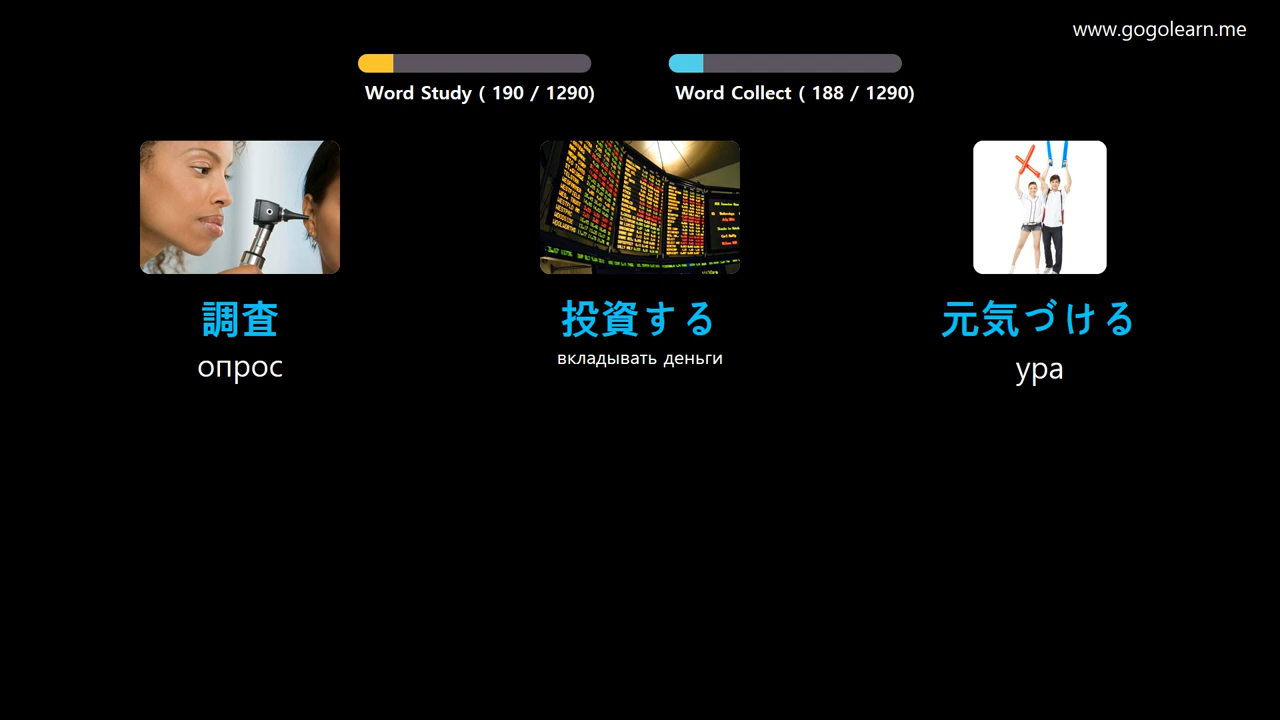 www.gogolearn.me
Word Study ( 190 / 1290)
Word Collect ( 188 / 1290)
調査
опрос
投資する
вкладывать деньги
元気づける
ура